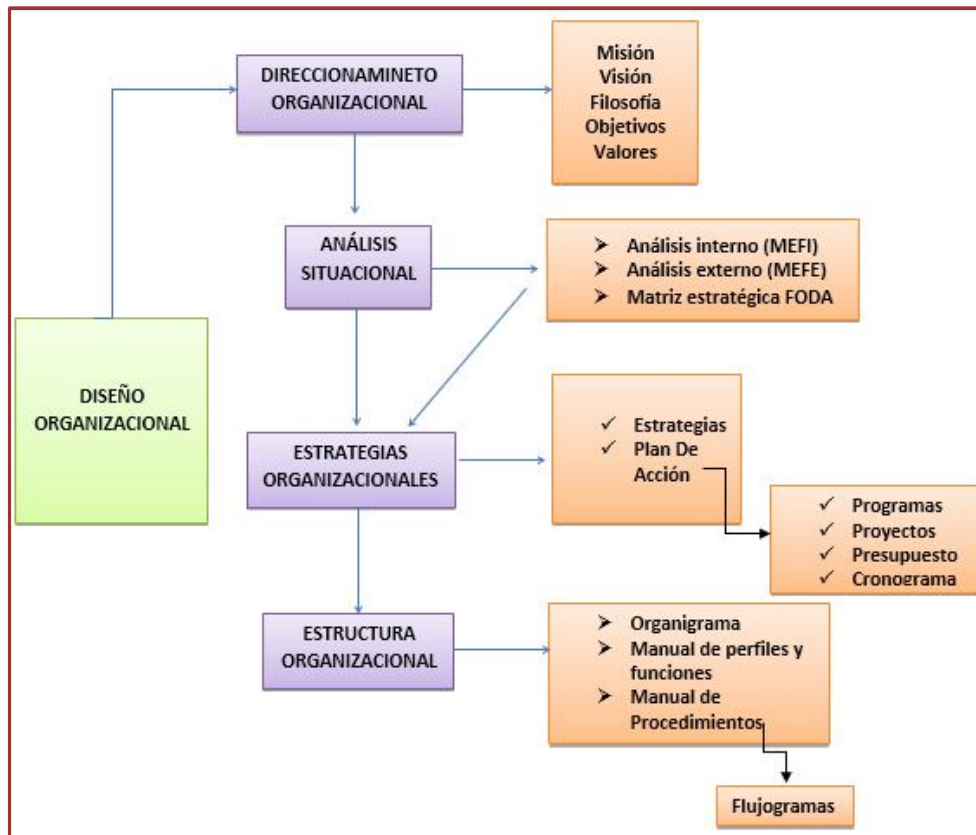 DIRECCIONAMINETO
ORGANIZACIONAL
Misión
Visión
Filosofía
Objetivos
Valores
ANÁLISIS
SITUACIONAL
Análisis interno (MEFI)
Análisis externo (MEFE)
Matriz estratégica FODA
DISEÑO
ORGANIZACIONAL
ESTRATEGIAS
ORGANIZACIONALES
Estrategias
Plan De
Acción
Programas
Proyectos
Presupuesto
Cronograma
ESTRUCTURA
ORGANIZACIONAL
Organigrama
Manual de perfiles y
funciones
Manual de
Procedimientos
Flujogramas